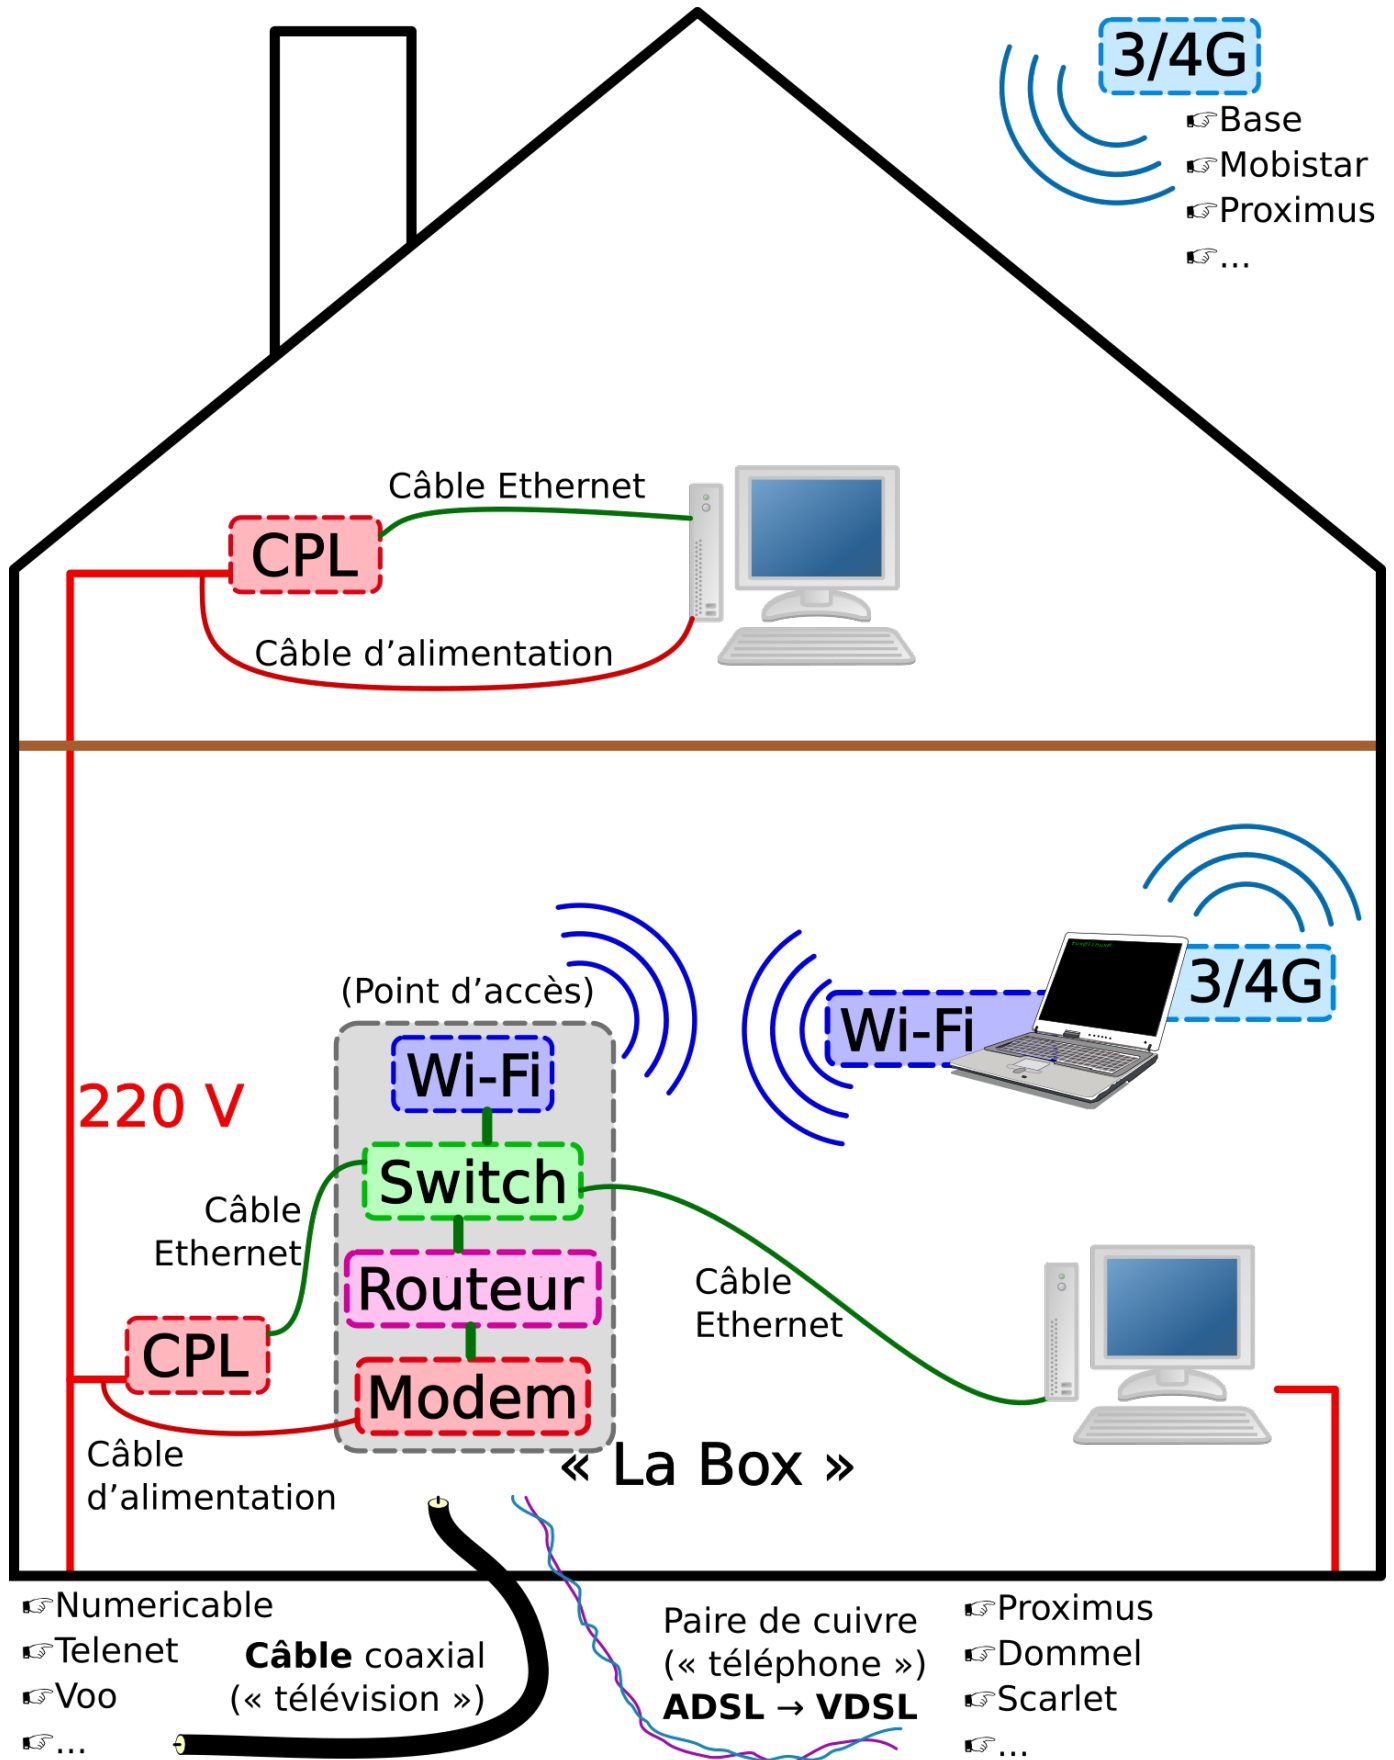 3/4G
☞Base
☞Mobistar
☞Proximus
☞...
Câble Ethernet
CPL
Câble d’alimentation
(Point d’accès)
Wi-Fi
Wi-Fi
3/4G
220 V
Switch
Câble
Ethernet
Routeur
Câble
Ethernet
CPL
Modem
« La Box »
Câble
d’alimentation
☞Numericable
☞Telenet
☞Voo
☞...
Câble coaxial
(« télévision »)
Paire de cuivre
(« téléphone »)
ADSL → VDSL
☞Proximus
☞Dommel
☞Scarlet
☞...